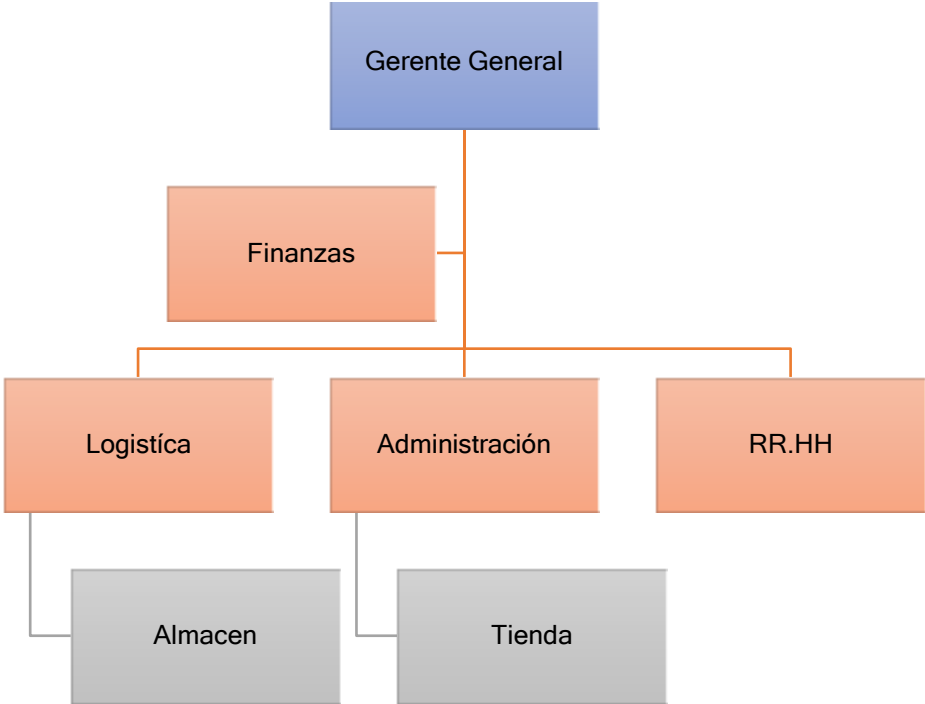 Gerente General
Finanzas
Logistíca
Administración
RR.HH
Almacen
Tienda